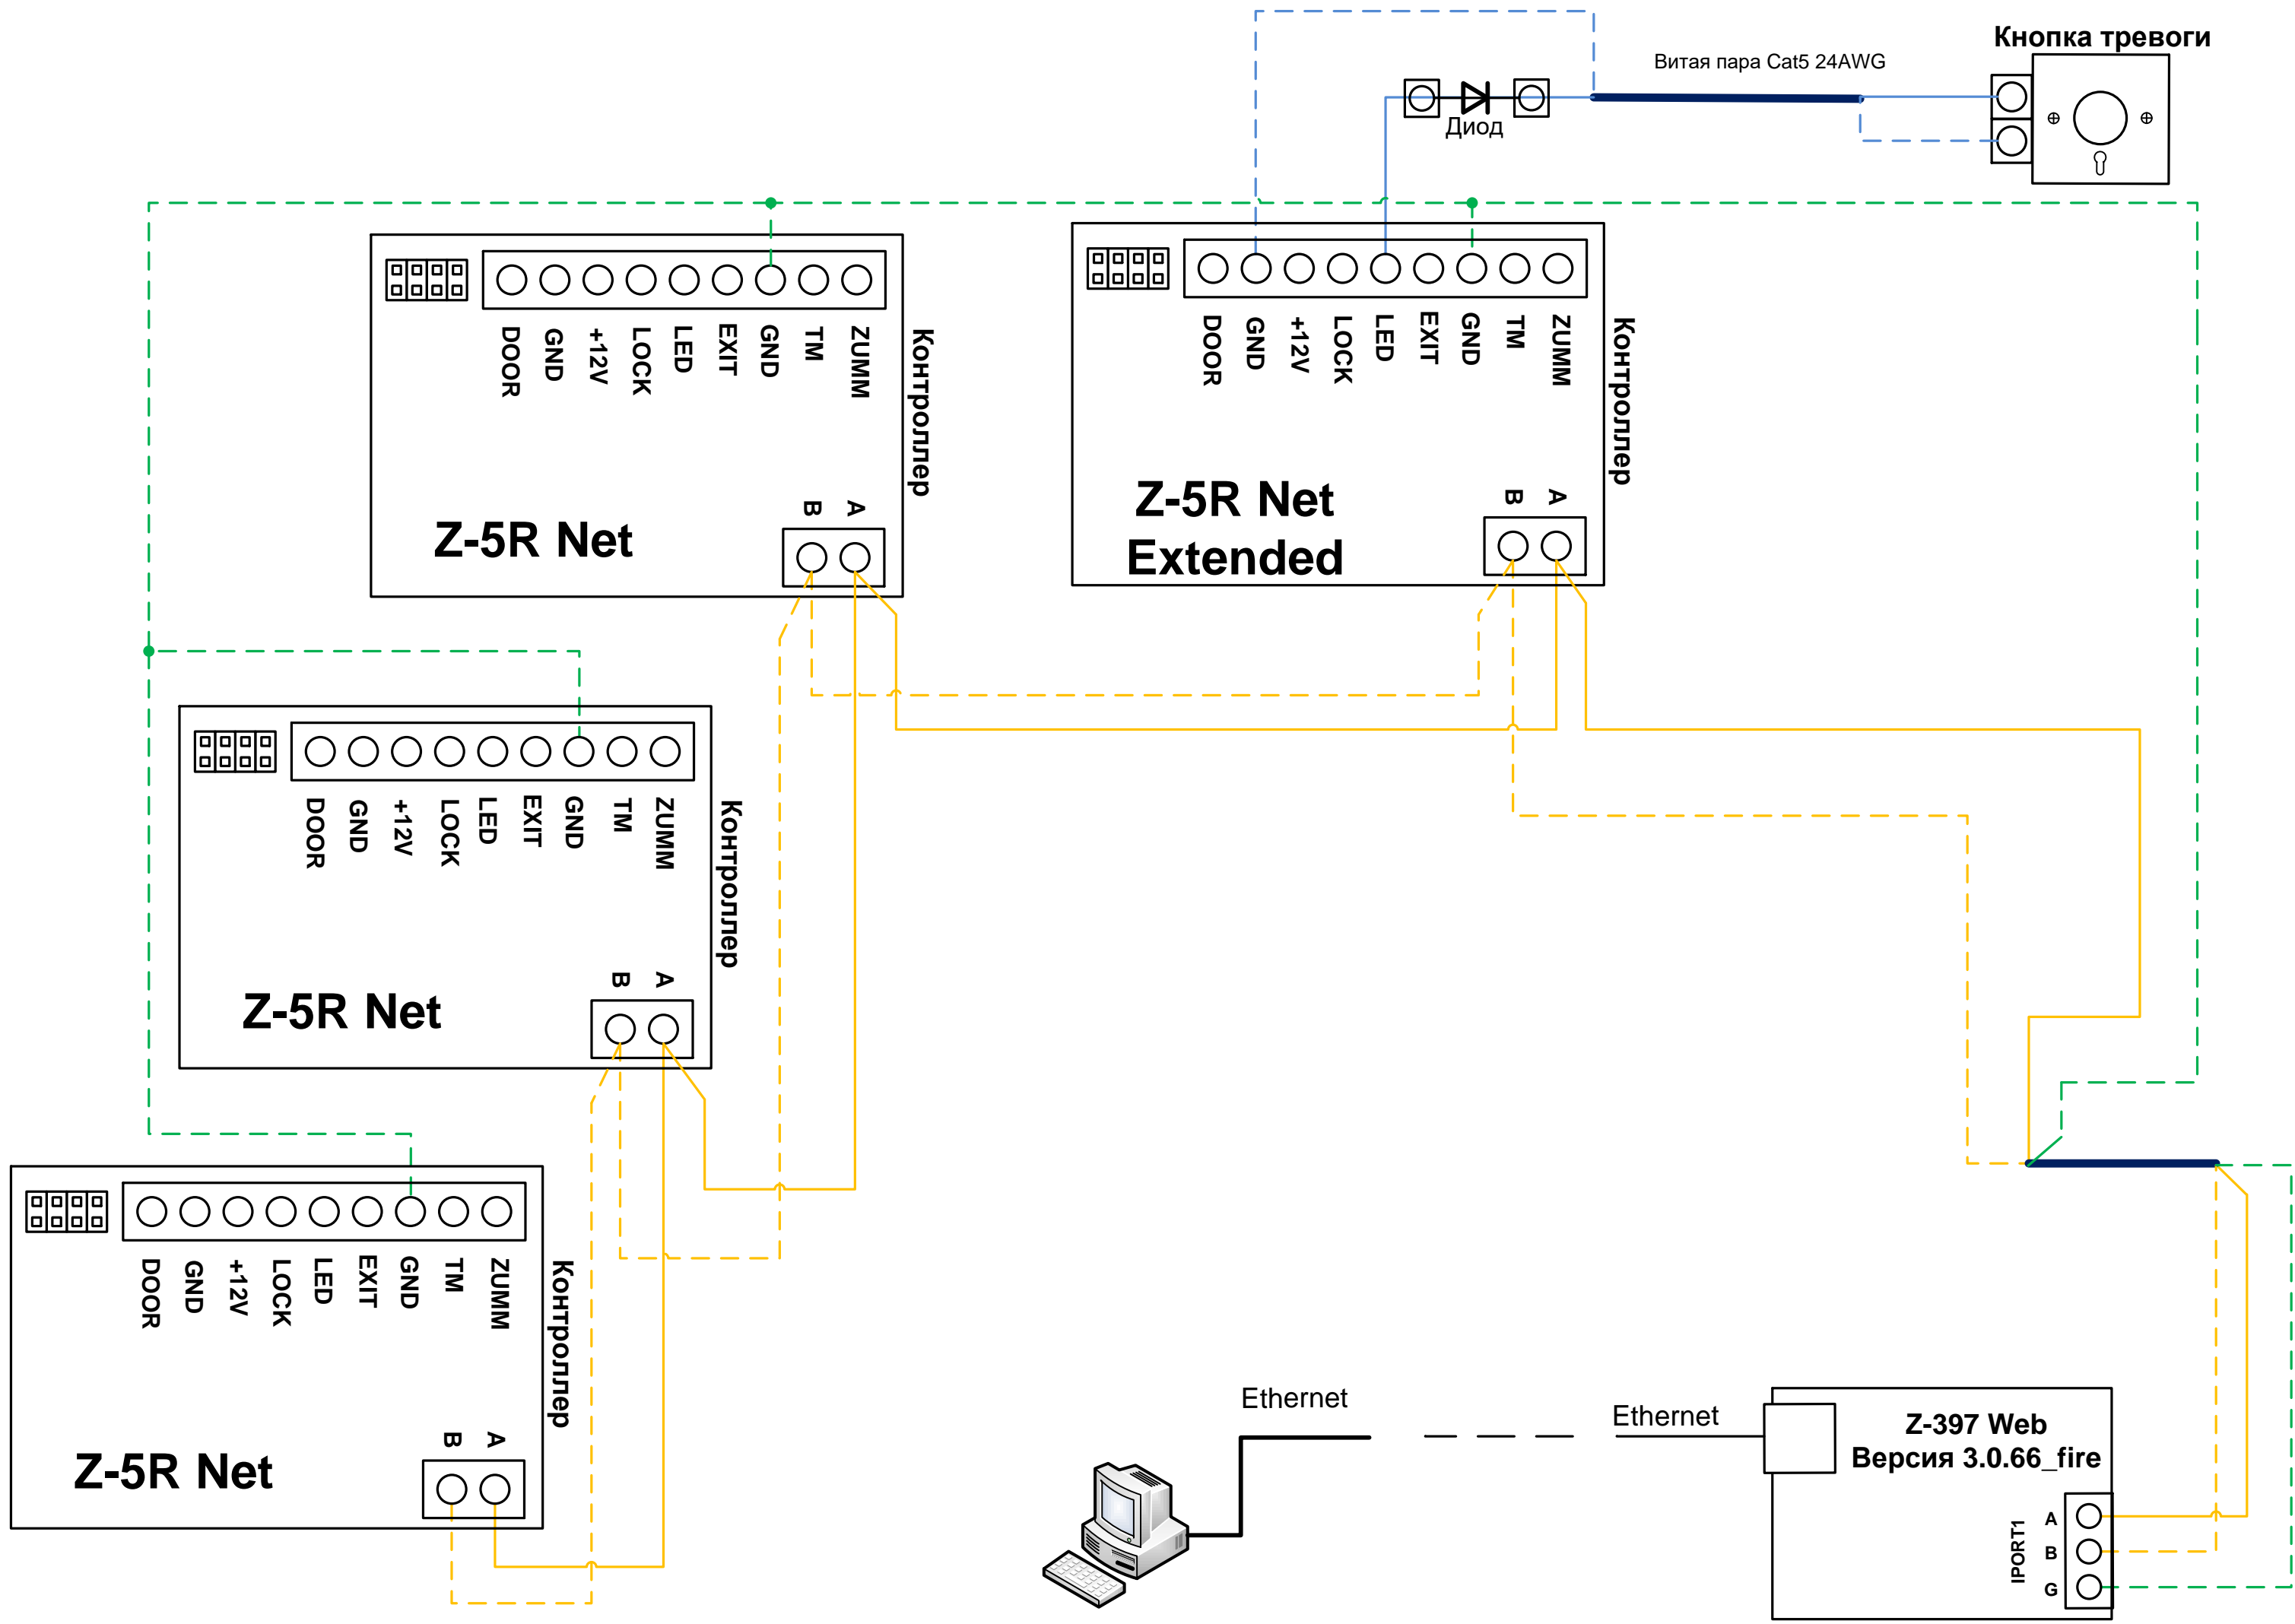 Кнопка тревоги
Витая пара Cat5 24AWG
Диод
DOOR
GND
+12V
LOCK
LED
EXIT
GND
TM
ZUMM
Контроллер
B
A
Z-5R Net
DOOR
GND
+12V
LOCK
LED
EXIT
GND
TM
ZUMM
Контроллер
B
A
Z-5R Net
Extended
DOOR
GND
+12V
LOCK
LED
EXIT
GND
TM
ZUMM
Контроллер
B
A
Z-5R Net
DOOR
GND
+12V
LOCK
LED
EXIT
GND
TM
ZUMM
Контроллер
B
A
Z-5R Net
Ethernet
Ethernet
Z-397 Web
Версия 3.0.66_fire
IPORT1
A
B
G